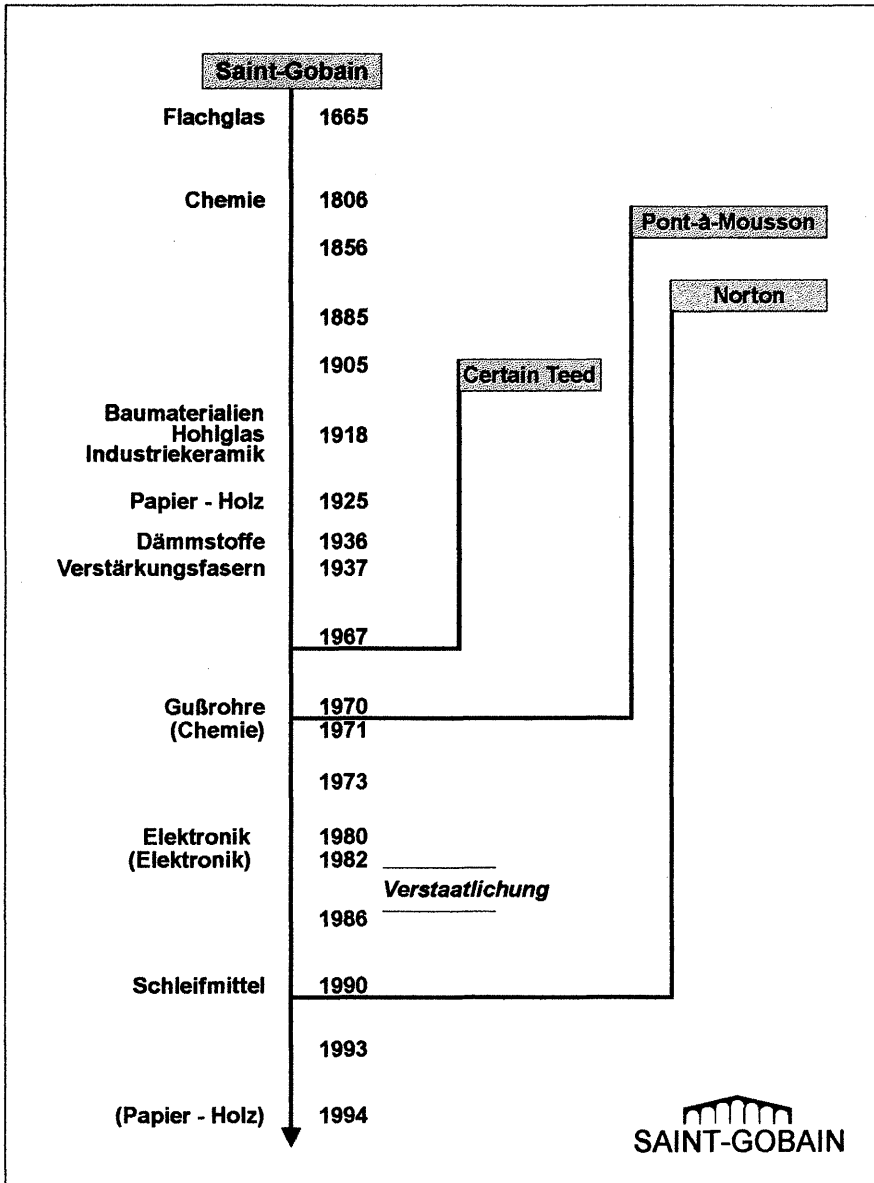 Saint-Gobain
Flachglas 1665
Chemie 1806
Pont-à-Mousson
1856
Norton
1885
1905
Certain Teed
Baumaterialien
Hohlglas 1918
Industriekeramik
Papier - Holz 1925
Dämmstoffe 1936
Verstärkungsfasern 1937
1967
Gußrohre 1970
(Chemie) 1971
1973
Elektronik 1980
(Elektronik) 1982
Verstaatlichung
1986
Schleifmittel 1990
1993
(Papier - Holz) 1994
SAINT-GOBAIN